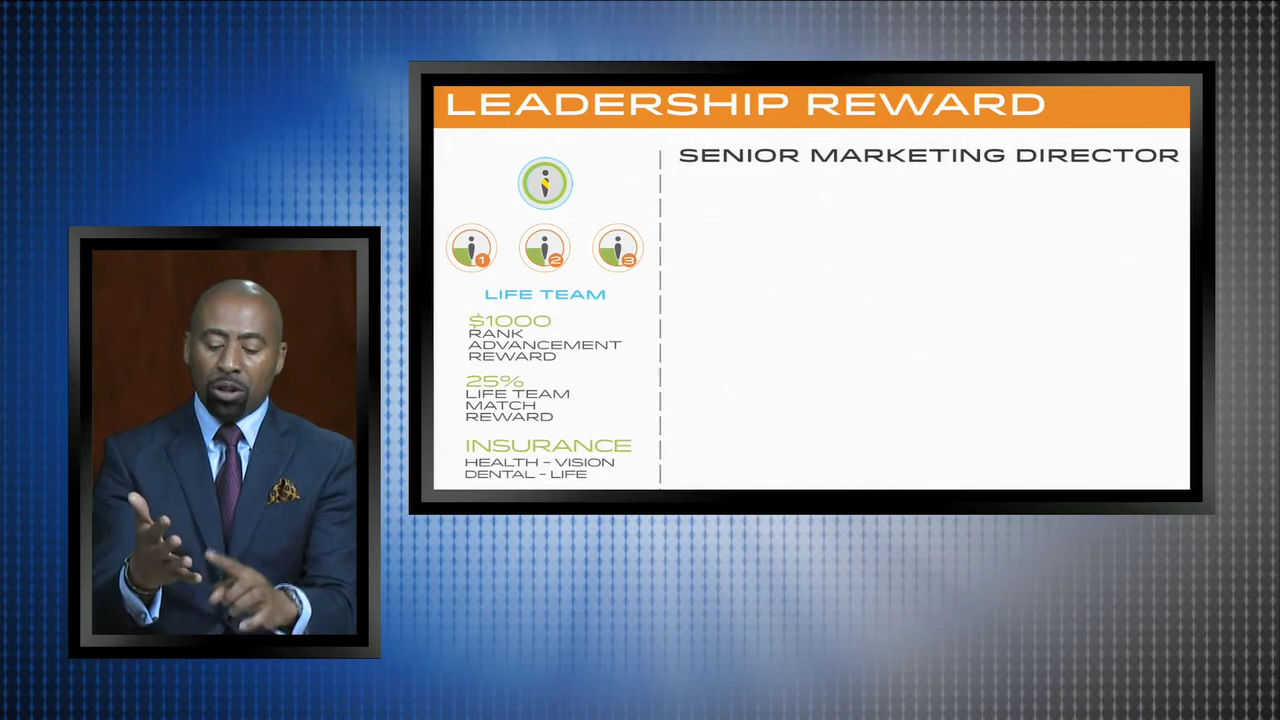 LEADERSHIP REWARD
SENIOR MARKETING DIRECTOR
1 2 3
LIFE TEAM
$1000
RANK
ADVANCEMENT
REWARD
25%
LIFE TEAM
MATCH
REWARD
INSURANCE
HEALTH - VISION
DENTAL - LIFE